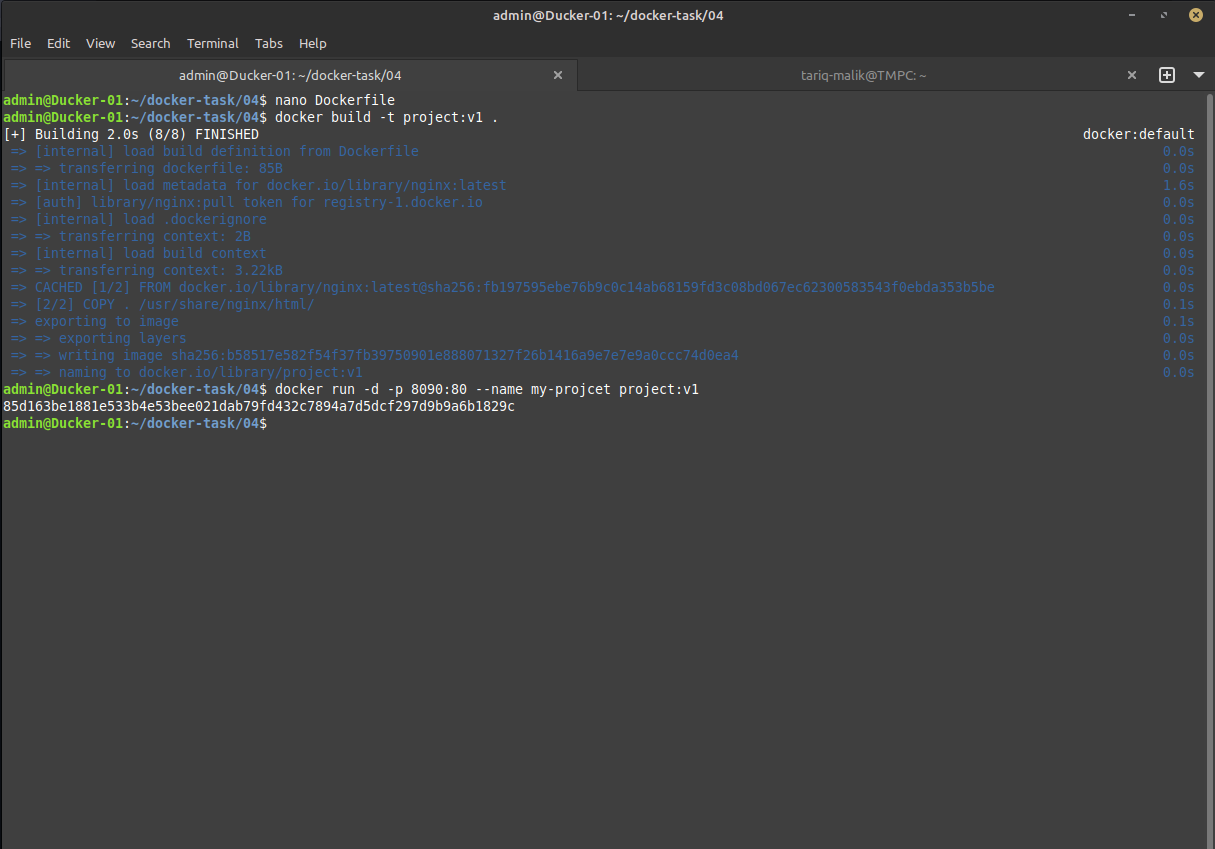 admin@Ducker-01: ~/docker-task/04
File Edit View Search Terminal Tabs Help
admin@Ducker-01: ~/docker-task/04
tariq-malik@TMPC: ~
admin@Ducker-01:~/docker-task/04$ nano Dockerfile
admin@Ducker-01:~/docker-task/04$ docker build -t project:v1 .
[+] Building 2.0s (8/8) FINISHED docker:default
=> [internal] load build definition from Dockerfile 0.0s
=> => transferring dockerfile: 85B 0.0s
=> [internal] load metadata for docker.io/library/nginx:latest 1.6s
=> [auth] library/nginx:pull token for registry-1.docker.io 0.0s
=> [internal] load .dockerignore 0.0s
=> => transferring context: 2B 0.0s
=> [internal] load build context 0.0s
=> => transferring context: 3.22kB 0.0s
=> CACHED [1/2] FROM docker.io/library/nginx:latest@sha256:fb197595ebe76b9c0c14ab68159fd3c08bd067ec62300583543f0ebda353b5be 0.0s
=> [2/2] COPY . /usr/share/nginx/html/ 0.1s
=> exporting to image 0.1s
=> => exporting layers 0.0s
=> => writing image sha256:b58517e582f54f37fb39750901e888071327f26b1416a9e7e7e9a0ccc74d0ea4 0.0s
=> => naming to docker.io/library/project:v1 0.0s
admin@Ducker-01:~/docker-task/04$ docker run -d -p 8090:80 --name my-projcet project:v1
85d163be1881e533b4e53bee021dab79fd432c7894a7d5dcf297d9b9a6b1829c
admin@Ducker-01:~/docker-task/04$